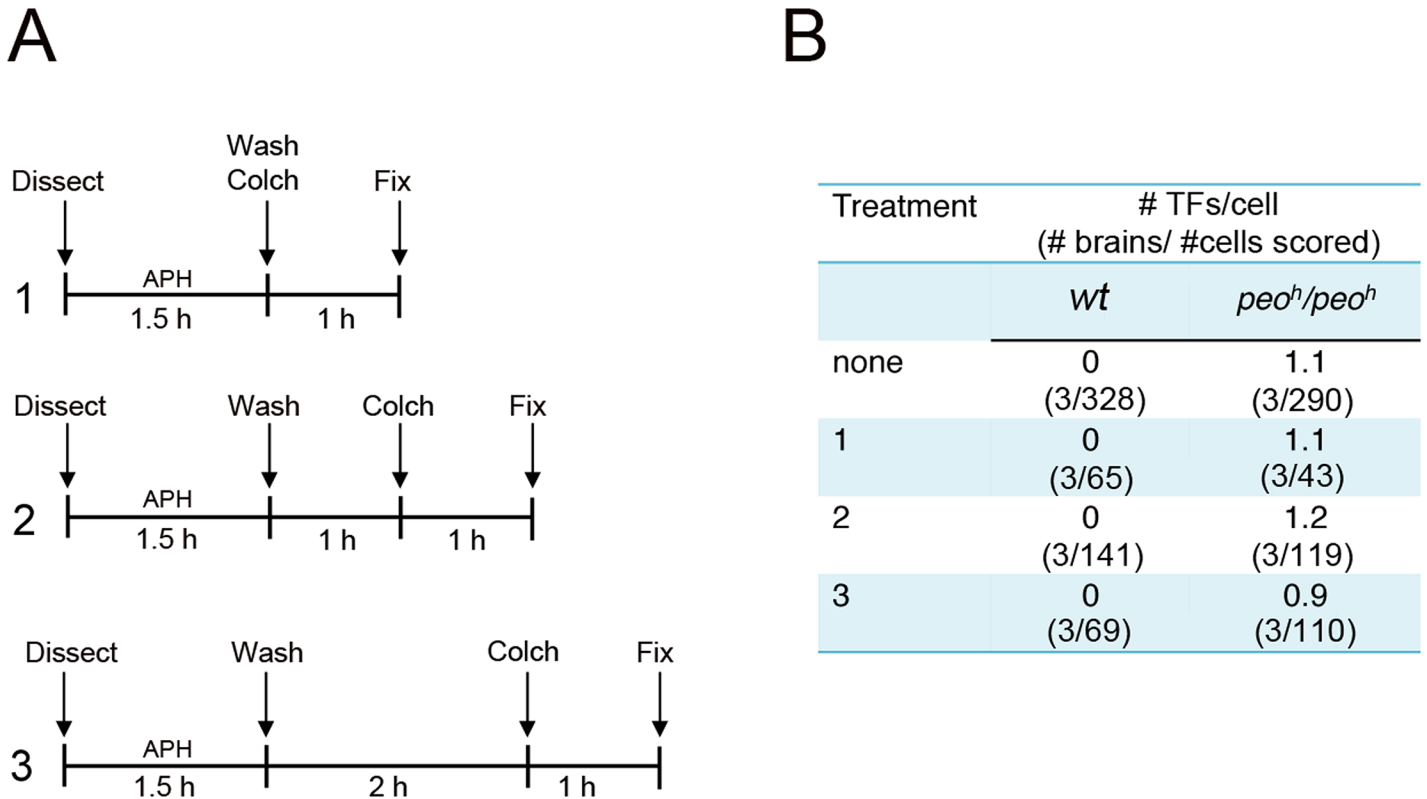 A
Wash
Dissect Colch Fix
APH
1
1.5 h 1 h
Dissect Wash Colch Fix
APH
2
1.5 h 1 h 1 h
Dissect Wash Colch Fix
APH
3
1.5 h 2 h 1 h
B
Treatment # TFs/cell
(# brains/ #cells scored)
wt peoʰ/peoʰ
none 0 1.1
(3/328) (3/290)
1 0 1.1
(3/65) (3/43)
2 0 1.2
(3/141) (3/119)
3 0 0.9
(3/69) (3/110)